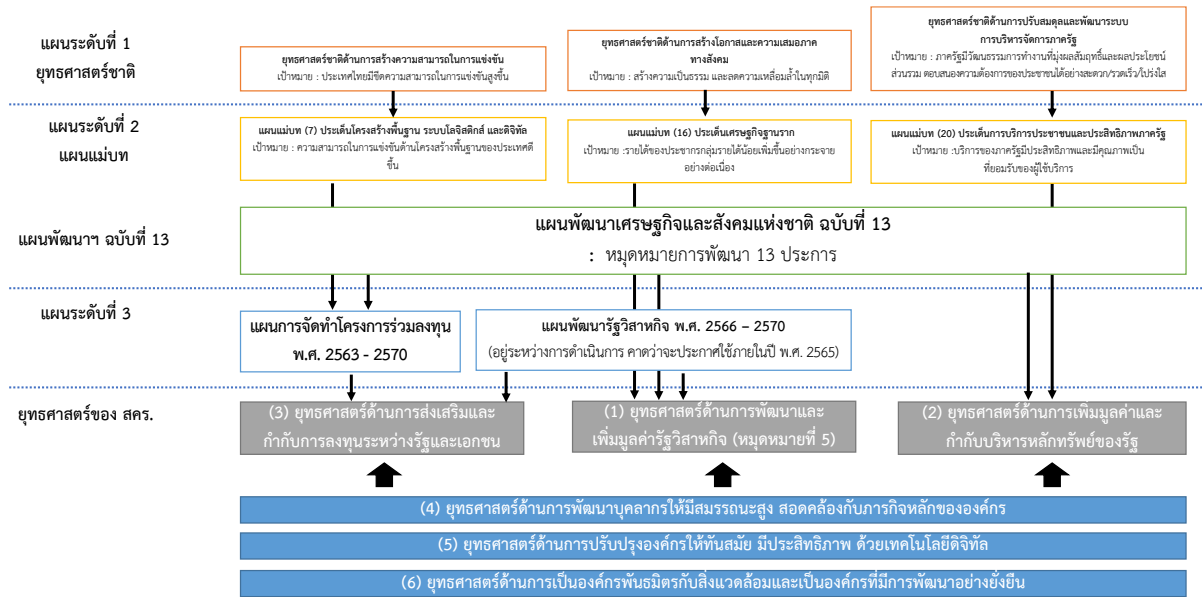 แผนระดับที่ 1
ยุทธศาสตร์ชาติ
ยุทธศาสตร์ชาติด้านการสร้างความสามารถในการแข่งขัน
เป้าหมาย : ประเทศไทยมีขีดความสามารถในการแข่งขันสูงขึ้น
ยุทธศาสตร์ชาติด้านการสร้างโอกาสและความเสมอภาค
ทางสังคม
เป้าหมาย : สร้างความเป็นธรรม และลดความเหลื่อมล้ำในทุกมิติ
ยุทธศาสตร์ชาติด้านการปรับสมดุลและพัฒนาระบบ
การบริหารจัดการภาครัฐ
เป้าหมาย : ภาครัฐมีวัฒนธรรมการทำงานที่มุ่งผลสัมฤทธิ์และผลประโยชน์
ส่วนรวม ตอบสนองความต้องการของประชาชนได้อย่างสะดวก/รวดเร็ว/โปร่งใส
แผนระดับที่ 2
แผนแม่บท
แผนแม่บท (7) ประเด็นโครงสร้างพื้นฐาน ระบบโลจิสติกส์ และดิจิทัล
เป้าหมาย : ความสามารถในการแข่งขันด้านโครงสร้างพื้นฐานของประเทศดี
ขึ้น
แผนแม่บท (16) ประเด็นเศรษฐกิจฐานราก
เป้าหมาย :รายได้ของประชากรกลุ่มรายได้น้อยเพิ่มขึ้นอย่างกระจาย
อย่างต่อเนื่อง
แผนแม่บท (20) ประเด็นการบริการประชาชนและประสิทธิภาพภาครัฐ
เป้าหมาย :บริการของภาครัฐมีประสิทธิภาพและมีคุณภาพเป็น
ที่ยอมรับของผู้ใช้บริการ
แผนพัฒนาฯ ฉบับที่ 13
แผนพัฒนาเศรษฐกิจและสังคมแห่งชาติ ฉบับที่ 13
: หมุดหมายการพัฒนา 13 ประการ
แผนระดับที่ 3
แผนการจัดทำโครงการร่วมลงทุน
พ.ศ. 2563 - 2570
แผนพัฒนารัฐวิสาหกิจ พ.ศ. 2566 – 2570
(อยู่ระหว่างการดำเนินการ คาดว่าจะประกาศใช้ภายในปี พ.ศ. 2565)
ยุทธศาสตร์ของ สคร.
(3) ยุทธศาสตร์ด้านการส่งเสริมและ
กำกับการลงทุนระหว่างรัฐและเอกชน
(1) ยุทธศาสตร์ด้านการพัฒนาและ
เพิ่มมูลค่ารัฐวิสาหกิจ (หมุดหมายที่ 5)
(2) ยุทธศาสตร์ด้านการเพิ่มมูลค่าและ
กำกับบริหารหลักทรัพย์ของรัฐ
(4) ยุทธศาสตร์ด้านการพัฒนาบุคลากรให้มีสมรรถนะสูง สอดคล้องกับภารกิจหลักขององค์กร
(5) ยุทธศาสตร์ด้านการปรับปรุงองค์กรให้ทันสมัย มีประสิทธิภาพ ด้วยเทคโนโลยีดิจิทัล
(6) ยุทธศาสตร์ด้านการเป็นองค์กรพันธมิตรกับสิ่งแวดล้อมและเป็นองค์กรที่มีการพัฒนาอย่างยั่งยืน